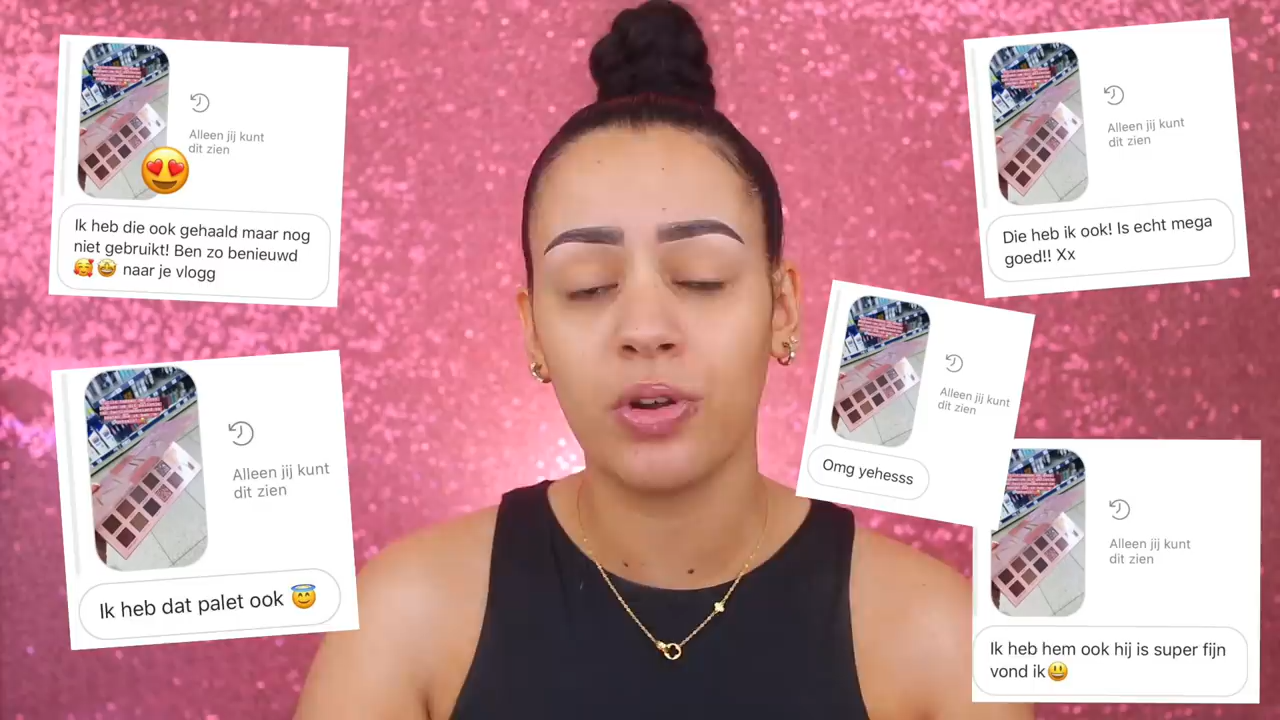 Alleen jij kunt
dit zien
Ik heb die ook gehaald maar nog
niet gebruikt! Ben zo benieuwd
🥰 🤩 naar je vlogg
Alleen jij kunt
dit zien
Die heb ik ook! Is echt mega
goed!! Xx
Alleen jij kunt
dit zien
Omg yehesss
Alleen jij kunt
dit zien
Ik heb dat palet ook 😇
Alleen jij kunt
dit zien
Ik heb hem ook hij is super fijn
vond ik😃